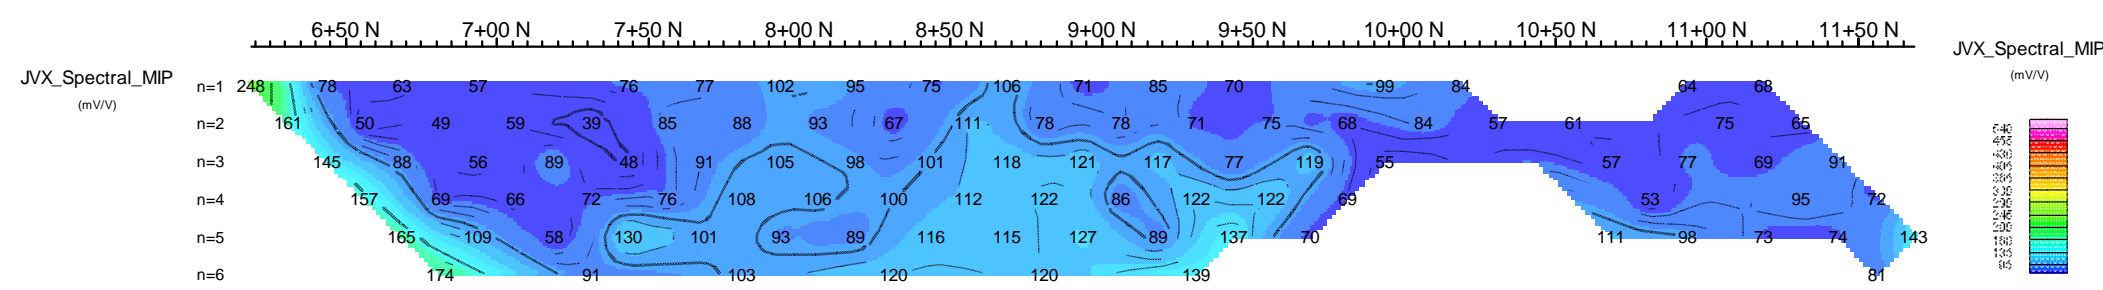 6+50 N 7+00 N 7+50 N 8+00 N 8+50 N 9+00 N 9+50 N 10+00 N 10+50 N 11+00 N 11+50 N
JVX_Spectral_MIP
(mV/V)
JVX_Spectral_MIP
(mV/V)
n=1 248 78 63 57 76 77 102 95 75 106 71 85 70 99 84 64 68
n=2 161 50 49 59 39 85 88 93 67 111 78 78 71 75 68 84 57 61 75 65
n=3 145 88 56 89 48 91 105 98 101 118 121 117 77 119 55 57 77 69 91
n=4 157 69 66 72 76 108 106 100 112 122 86 122 122 69 53 95 72
n=5 165 109 58 130 101 93 89 116 115 127 89 137 70 111 98 73 74 143
n=6 174 91 103 120 120 139 81